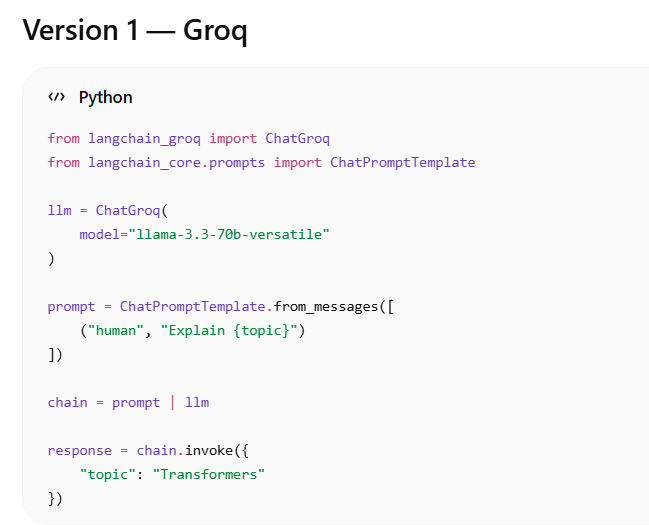 Version 1 — Groq
</> Python
from langchain_groq import ChatGroq
from langchain_core.prompts import ChatPromptTemplate
llm = ChatGroq(
    model="llama-3.3-70b-versatile"
)
prompt = ChatPromptTemplate.from_messages([
    ("human", "Explain {topic}")
])
chain = prompt | llm
response = chain.invoke({
    "topic": "Transformers"
})